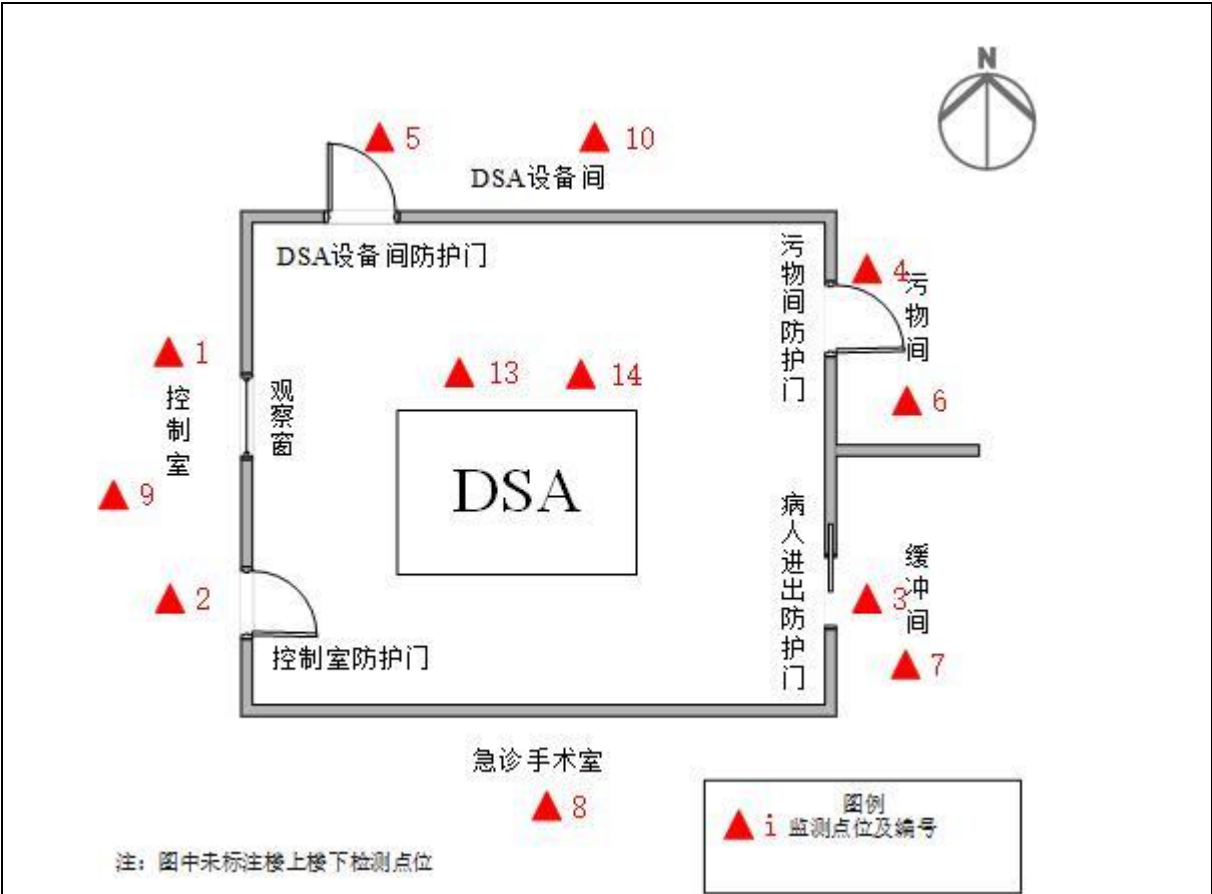 N
5
10
DSA设备间
DSA设备间防护门
污物间防护门
4
污物间
1
控制室
观察窗
13
14
6
9
DSA
病人进出防护门
缓冲间
2
3
控制室防护门
7
急诊手术室
8
图例
i 监测点位及编号
注：图中未标注楼上楼下检测点位